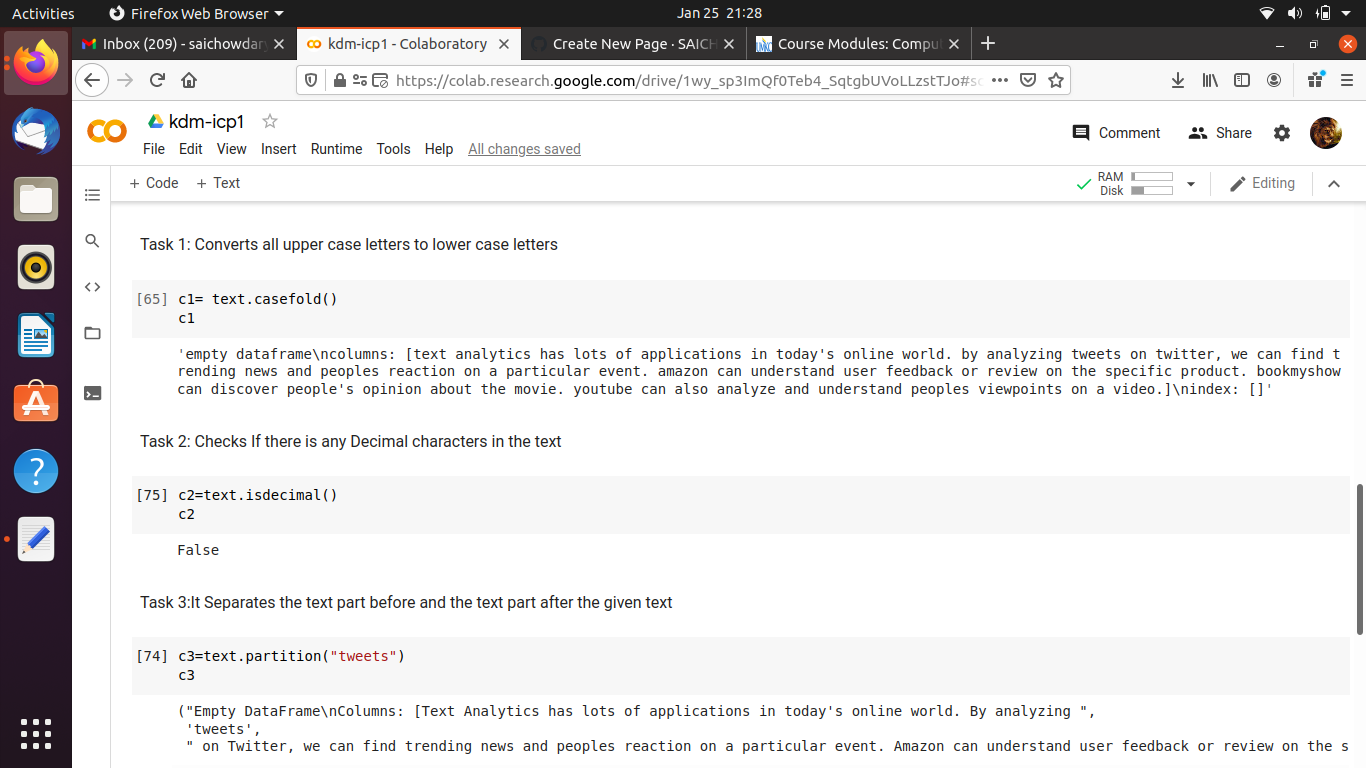 Activities
Firefox Web Browser
Jan 25 21:28
Inbox (209) - saichowdar
kdm-icp1 - Colaboratory
Create New Page · SAICH
UMKC
Course Modules: Comput
https://colab.research.google.com/drive/1wy_sp3ImQf0Teb4_SqtgbUVoLLzstTJo#sc
CO
kdm-icp1
Comment
Share
File Edit View Insert Runtime Tools Help All changes saved
+ Code + Text
RAM
Disk
Editing
Task 1: Converts all upper case letters to lower case letters
[65] c1= text.casefold()
c1
'empty dataframe\ncolumns: [text analytics has lots of applications in today's online world. by analyzing tweets on twitter, we can find t
rending news and peoples reaction on a particular event. amazon can understand user feedback or review on the specific product. bookmyshow
can discover people's opinion about the movie. youtube can also analyze and understand peoples viewpoints on a video.]\nindex: []'
Task 2: Checks If there is any Decimal characters in the text
[75] c2=text.isdecimal()
c2
False
Task 3:It Separates the text part before and the text part after the given text
[74] c3=text.partition("tweets")
c3
("Empty DataFrame\nColumns: [Text Analytics has lots of applications in today's online world. By analyzing ",
'tweets',
" on Twitter, we can find trending news and peoples reaction on a particular event. Amazon can understand user feedback or review on the s